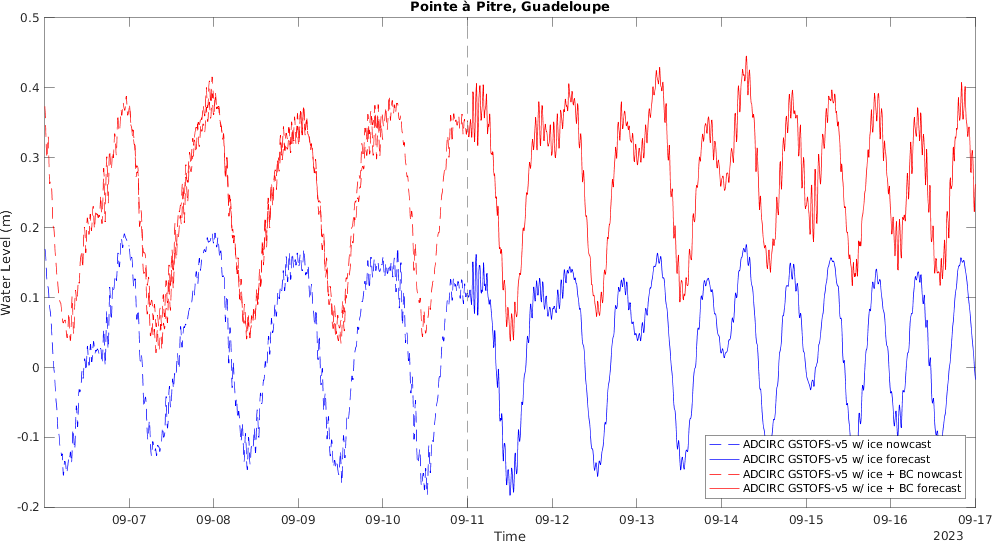 Pointe à Pitre, Guadeloupe
0.5
0.4
0.3
0.2
0.1
0
-0.1
-0.2
Water Level (m)
ADCIRC GSTOFS-v5 w/ ice nowcast
ADCIRC GSTOFS-v5 w/ ice forecast
ADCIRC GSTOFS-v5 w/ ice + BC nowcast
ADCIRC GSTOFS-v5 w/ ice + BC forecast
09-07 09-08 09-09 09-10 09-11 09-12 09-13 09-14 09-15 09-16 09-17
Time
2023